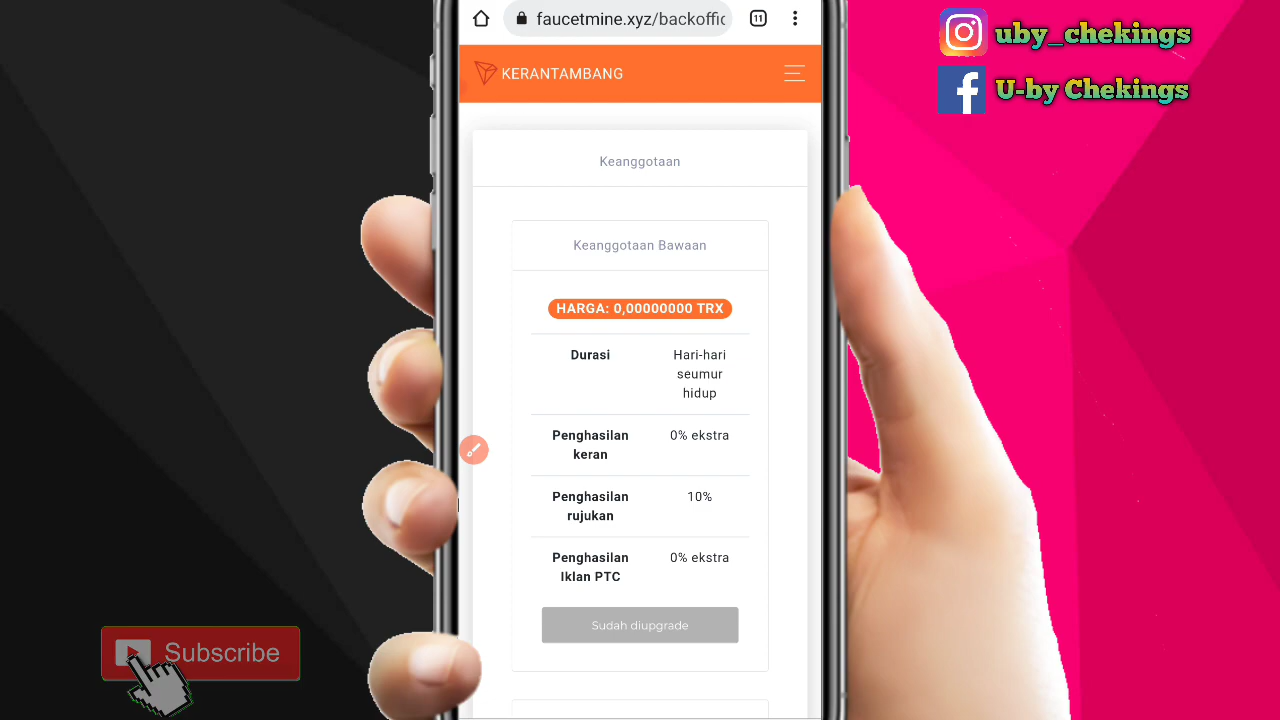 faucetmine.xyz/backoffic
11
KERANTAMBANG
Keanggotaan
Keanggotaan Bawaan
HARGA: 0,00000000 TRX
Durasi
Hari-hari
seumur
hidup
Penghasilan
keran
0% ekstra
Penghasilan
rujukan
10%
Penghasilan
Iklan PTC
0% ekstra
Sudah diupgrade
uby_chekings
U-by Chekings
Subscribe